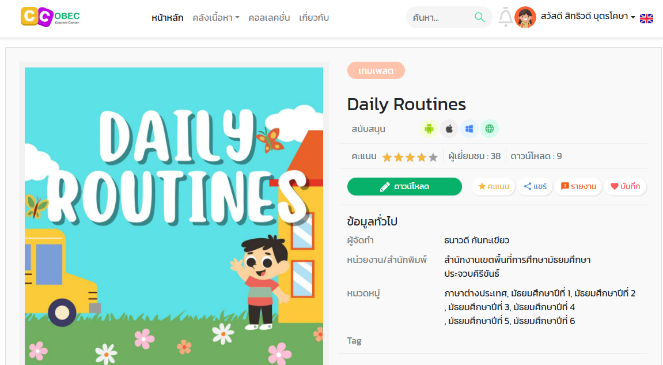 CC OBEC
Content Center
หน้าหลัก คลังเนื้อหา คอลเลคชั่น เกี่ยวกับ
ค้นหา...
สวัสดี สิทธิวดี บุตรโคษา
DAILY
ROUTINES
เทมเพลต
Daily Routines
สนับสนุน
คะแนน ผู้เยี่ยมชม : 38 ดาวน์โหลด : 9
ดาวน์โหลด คะแนน แชร์ รายงาน บันทึก
ข้อมูลทั่วไป
ผู้จัดทำ ธนาวดี กันทะเขียว
หน่วยงาน/สำนักพิมพ์ สำนักงานเขตพื้นที่การศึกษามัธยมศึกษา
ประจวบคีรีขันธ์
หมวดหมู่ ภาษาต่างประเทศ, มัธยมศึกษาปีที่ 1, มัธยมศึกษาปีที่ 2
, มัธยมศึกษาปีที่ 3, มัธยมศึกษาปีที่ 4
, มัธยมศึกษาปีที่ 5, มัธยมศึกษาปีที่ 6
Tag